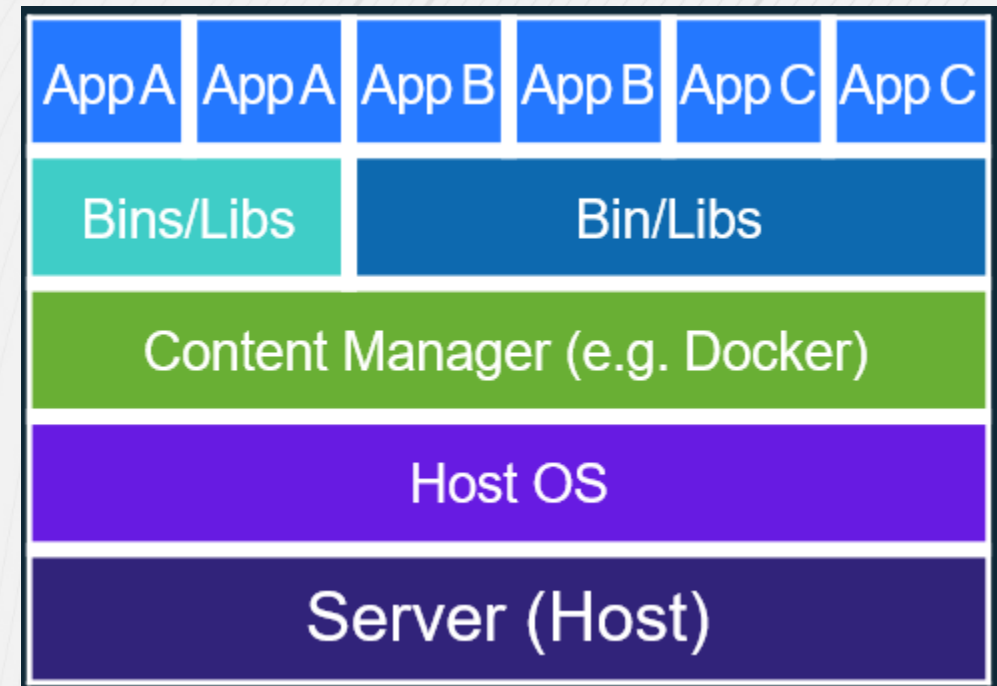 App A App A App B App B App C App C
Bins/Libs Bin/Libs
Content Manager (e.g. Docker)
Host OS
Server (Host)